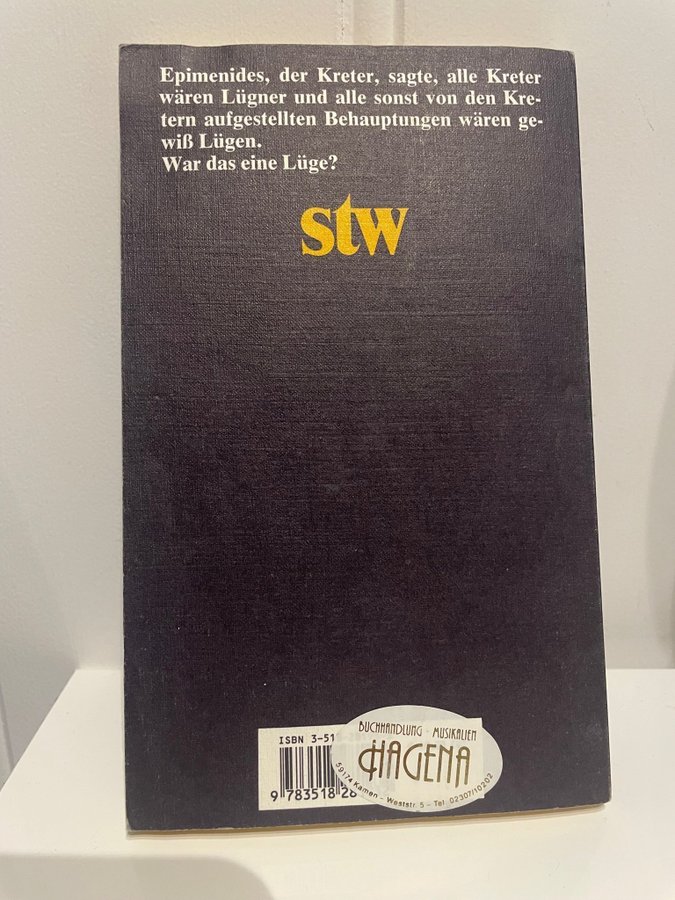 Epimenides, der Kreter, sagte, alle Kreter
wären Lügner und alle sonst von den Kre-
tern aufgestellten Behauptungen wären ge-
wiß Lügen.
War das eine Lüge?
stw
ISBN 3-51
9 783518 28
BUCHHANDLUNG · MUSIKALIEN
HAGENA
59174 Kamen - Weststr. 5 - Tel. 02307/10202